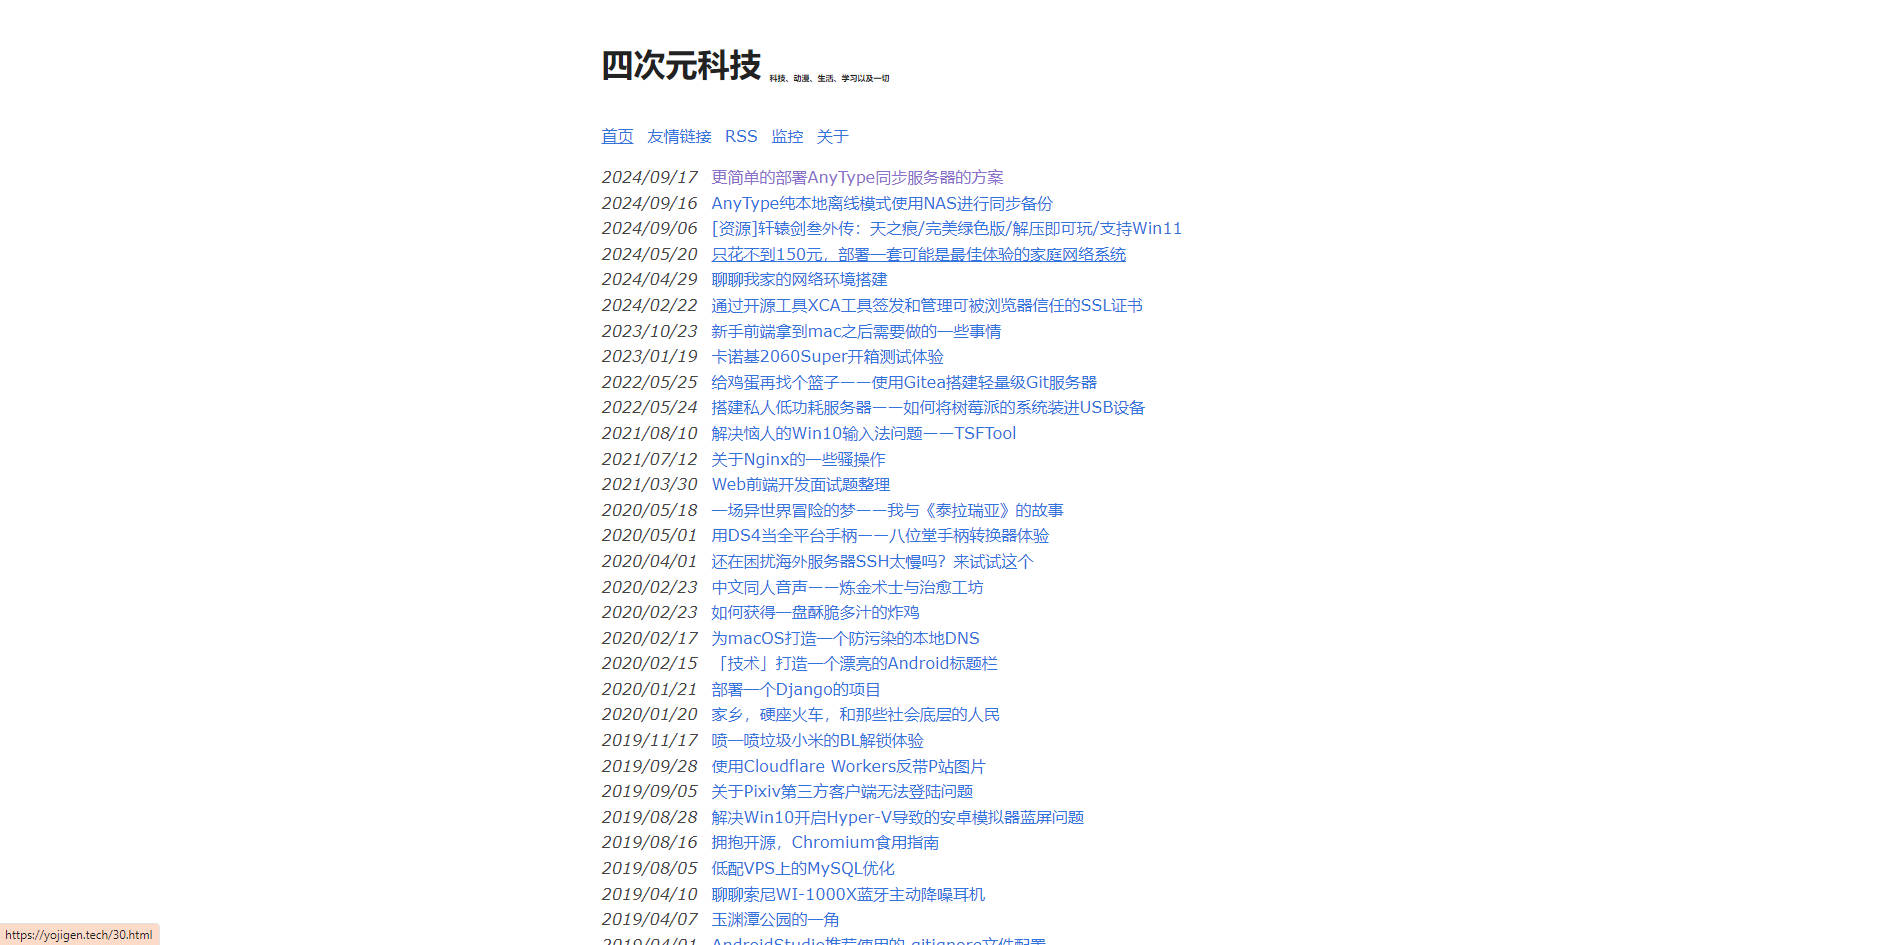 四次元科技 科技、动漫、生活、学习以及一切
首页 友情链接 RSS 监控 关于
2024/09/17 更简单的部署AnyType同步服务器的方案
2024/09/16 AnyType纯本地离线模式使用NAS进行同步备份
2024/09/06 [资源]轩辕剑叁外传：天之痕/完美绿色版/解压即可玩/支持Win11
2024/05/20 只花不到150元，部署一套可能是最佳体验的家庭网络系统
2024/04/29 聊聊我家的网络环境搭建
2024/02/22 通过开源工具XCA工具签发和管理可被浏览器信任的SSL证书
2023/10/23 新手前端拿到mac之后需要做的一些事情
2023/01/19 卡诺基2060Super开箱测试体验
2022/05/25 给鸡蛋再找个篮子——使用Gitea搭建轻量级Git服务器
2022/05/24 搭建私人低功耗服务器——如何将树莓派的系统装进USB设备
2021/08/10 解决恼人的Win10输入法问题——TSFTool
2021/07/12 关于Nginx的一些骚操作
2021/03/30 Web前端开发面试题整理
2020/05/18 一场异世界冒险的梦——我与《泰拉瑞亚》的故事
2020/05/01 用DS4当全平台手柄——八位堂手柄转换器体验
2020/04/01 还在困扰海外服务器SSH太慢吗？来试试这个
2020/02/23 中文同人音声——炼金术士与治愈工坊
2020/02/23 如何获得一盘酥脆多汁的炸鸡
2020/02/17 为macOS打造一个防污染的本地DNS
2020/02/15 「技术」打造一个漂亮的Android标题栏
2020/01/21 部署一个Django的项目
2020/01/20 家乡，硬座火车，和那些社会底层的人民
2019/11/17 喷一喷垃圾小米的BL解锁体验
2019/09/28 使用Cloudflare Workers反带P站图片
2019/09/05 关于Pixiv第三方客户端无法登陆问题
2019/08/28 解决Win10开启Hyper-V导致的安卓模拟器蓝屏问题
2019/08/16 拥抱开源，Chromium食用指南
2019/08/05 低配VPS上的MySQL优化
2019/04/10 聊聊索尼WI-1000X蓝牙主动降噪耳机
2019/04/07 玉渊潭公园的一角
2019/04/01 AndroidStudio推荐使用的.gitignore文件配置
https://yojigen.tech/30.html